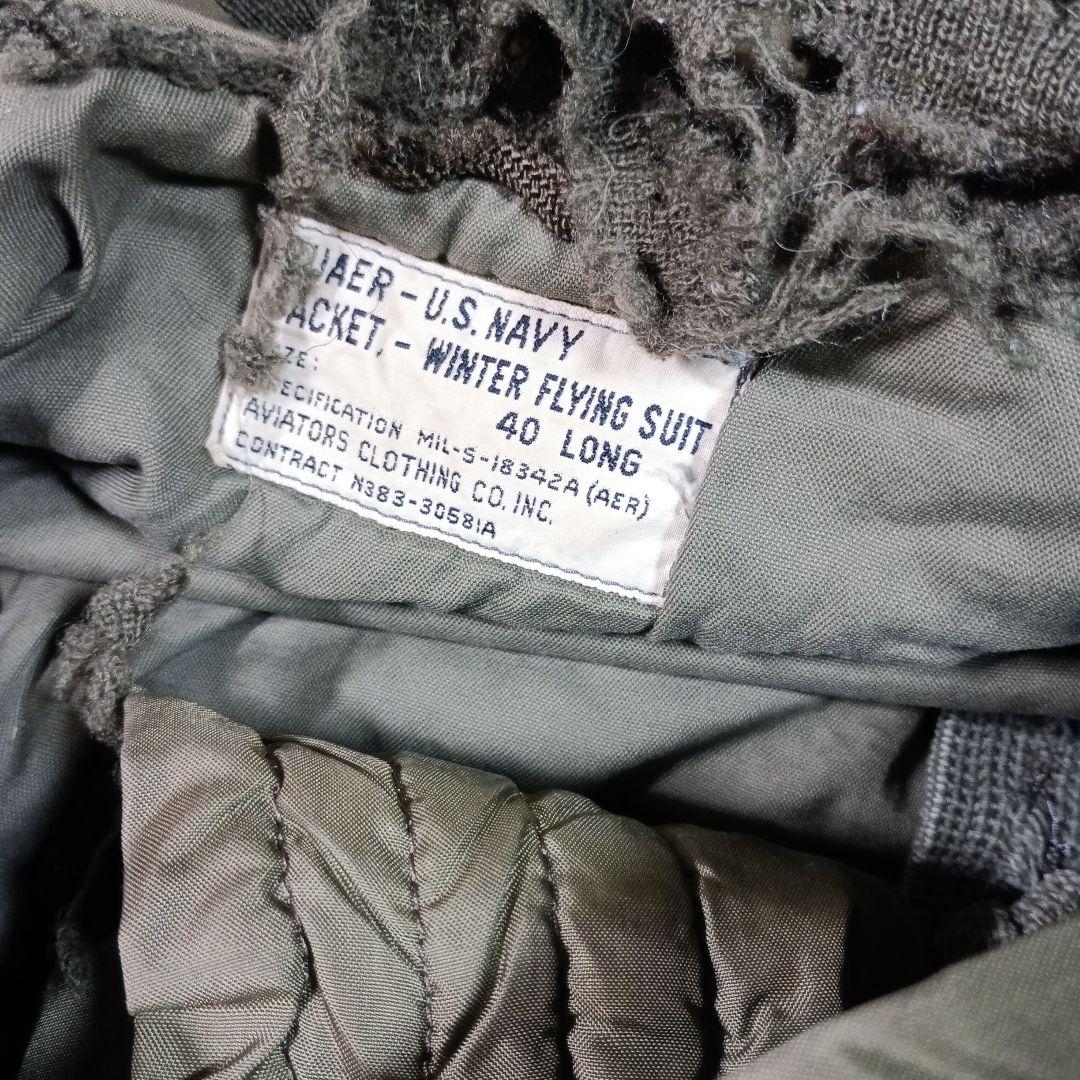 UAER - U.S. NAVY
ACKET. - WINTER FLYING SUIT
ZE: 40 LONG
ECIFICATION MIL-S-18342A (AER)
AVIATORS CLOTHING CO. INC.
CONTRACT N383-30581A